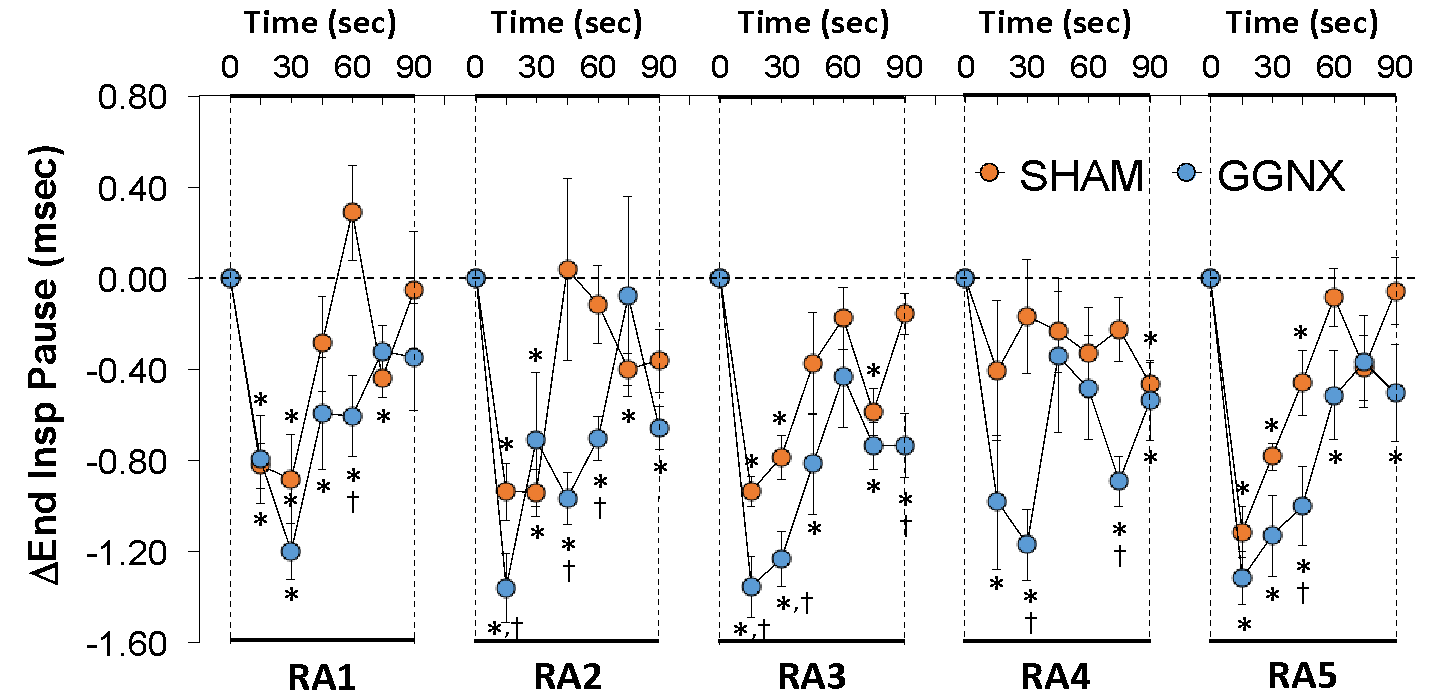 Time (sec) Time (sec) Time (sec) Time (sec) Time (sec)
0 30 60 90 0 30 60 90 0 30 60 90 0 30 60 90 0 30 60 90
0.80
0.40
0.00
-0.40
-0.80
-1.20
-1.60
ΔEnd Insp Pause (msec)
SHAM GGNX
* * * * * * * * * *
* * * * * * * * * *
* * * * * * * * * *
* * * * * * * * * *
† † † † † †
*,† *,† *,†
RA1 RA2 RA3 RA4 RA5